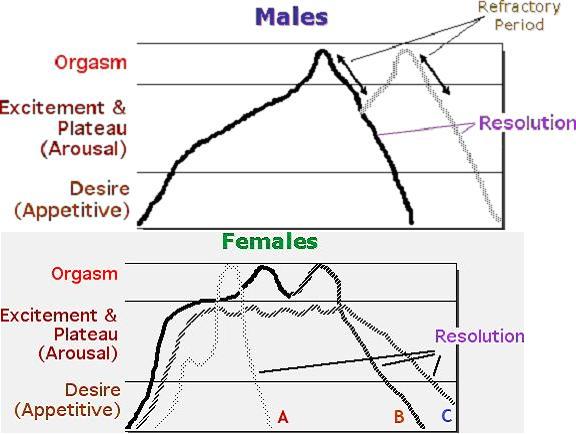 Males
Refractory
Period
Orgasm
Excitement &
Plateau
(Arousal)
Resolution
Desire
(Appetitive)
Females
Orgasm
Excitement &
Plateau
(Arousal)
Resolution
Desire
(Appetitive)
A
B
C